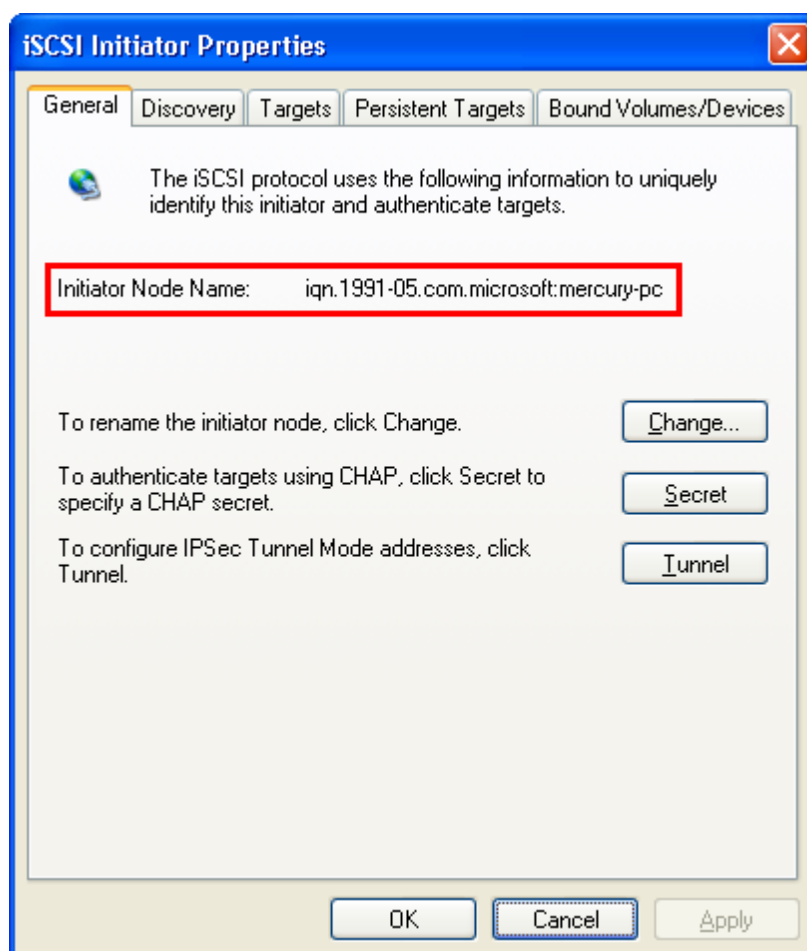 iSCSI Initiator Properties
General Discovery Targets Persistent Targets Bound Volumes/Devices
The iSCSI protocol uses the following information to uniquely
identify this initiator and authenticate targets.
Initiator Node Name: iqn.1991-05.com.microsoft:mercury-pc
To rename the initiator node, click Change.
Change...
To authenticate targets using CHAP, click Secret to
specify a CHAP secret.
Secret
To configure IPSec Tunnel Mode addresses, click
Tunnel.
Tunnel
OK Cancel Apply